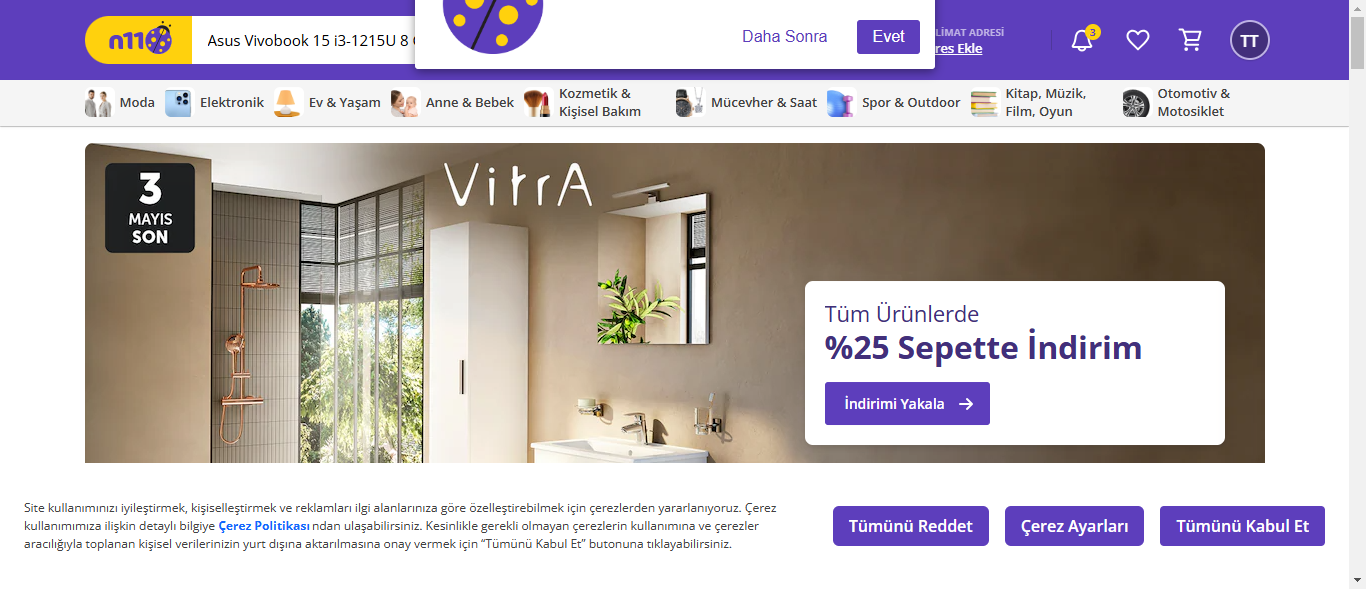 n11
Asus Vivobook 15 i3-1215U 8
Daha Sonra
Evet
LİMAT ADRESİ
res Ekle
3
TT
Moda
Elektronik
Ev & Yaşam
Anne & Bebek
Kozmetik &
Kişisel Bakım
Mücevher & Saat
Spor & Outdoor
Kitap, Müzik,
Film, Oyun
Otomotiv &
Motosiklet
3
MAYIS
SON
VitrA
Tüm Ürünlerde
%25 Sepette İndirim
İndirimi Yakala
Site kullanımınızı iyileştirmek, kişiselleştirmek ve reklamları ilgi alanlarınıza göre özelleştirebilmek için çerezlerden yararlanıyoruz. Çerez
kullanımımıza ilişkin detaylı bilgiye Çerez Politikası ndan ulaşabilirsiniz. Kesinlikle gerekli olmayan çerezlerin kullanımına ve çerezler
aracılığıyla toplanan kişisel verilerinizin yurt dışına aktarılmasına onay vermek için “Tümünü Kabul Et” butonuna tıklayabilirsiniz.
Tümünü Reddet
Çerez Ayarları
Tümünü Kabul Et